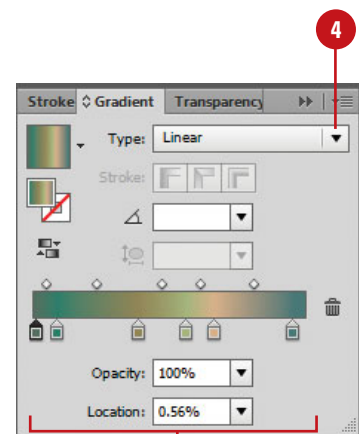 4
Stroke Gradient Transparency
Type: Linear
Stroke:
Opacity: 100%
Location: 0.56%